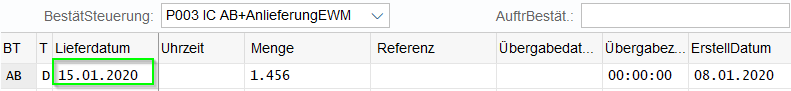 BestätSteuerung: P003 IC AB+AnlieferungEWM AuftrBestät.:
BT T Lieferdatum Uhrzeit Menge Referenz Übergabedat... Übergabez... ErstellDatum
AB D 15.01.2020 1.456 00:00:00 08.01.2020